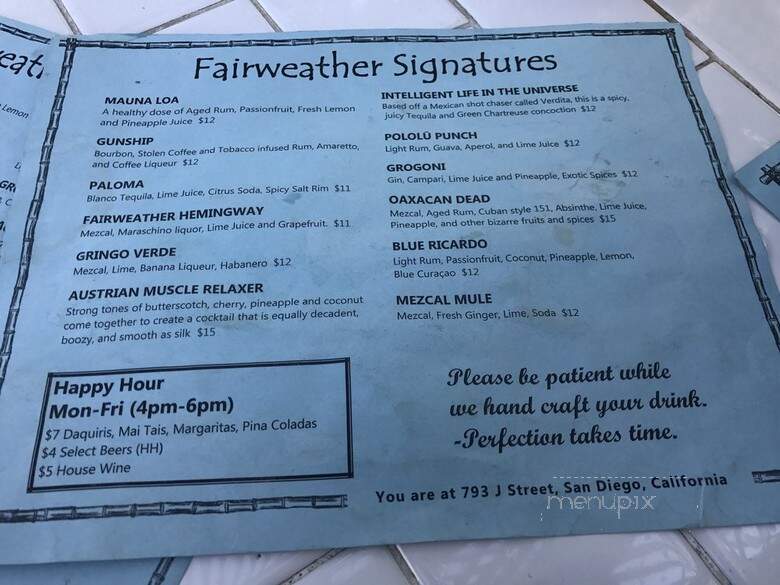 Fairweather Signatures
MAUNA LOA
A healthy dose of Aged Rum, Passionfruit, Fresh Lemon
and Pineapple Juice $12
GUNSHIP
Bourbon, Stolen Coffee and Tobacco infused Rum, Amaretto,
and Coffee Liqueur $12
PALOMA
Blanco Tequila, Lime Juice, Citrus Soda, Spicy Salt Rim $11
FAIRWEATHER HEMINGWAY
Mezcal, Maraschino liquor, Lime Juice and Grapefruit. $11
GRINGO VERDE
Mezcal, Lime, Banana Liqueur, Habanero $12
AUSTRIAN MUSCLE RELAXER
Strong tones of butterscotch, cherry, pineapple and coconut
come together to create a cocktail that is equally decadent,
boozy, and smooth as silk $15
INTELLIGENT LIFE IN THE UNIVERSE
Based off a Mexican shot chaser called Verdita, this is a spicy,
juicy Tequila and Green Chartreuse concoction $12
POLOLŪ PUNCH
Light Rum, Guava, Aperol, and Lime Juice $12
GROGONI
Gin, Campari, Lime Juice and Pineapple, Exotic Spices $12
OAXACAN DEAD
Mezcal, Aged Rum, Cuban style 151, Absinthe, Lime Juice,
Pineapple, and other bizarre fruits and spices $15
BLUE RICARDO
Light Rum, Passionfruit, Coconut, Pineapple, Lemon,
Blue Curaçao $12
MEZCAL MULE
Mezcal, Fresh Ginger, Lime, Soda $12
Happy Hour
Mon-Fri (4pm-6pm)
$7 Daquiris, Mai Tais, Margaritas, Pina Coladas
$4 Select Beers (HH)
$5 House Wine
Please be patient while
we hand craft your drink.
-Perfection takes time.
You are at 793 J Street, San Diego, California
menupix